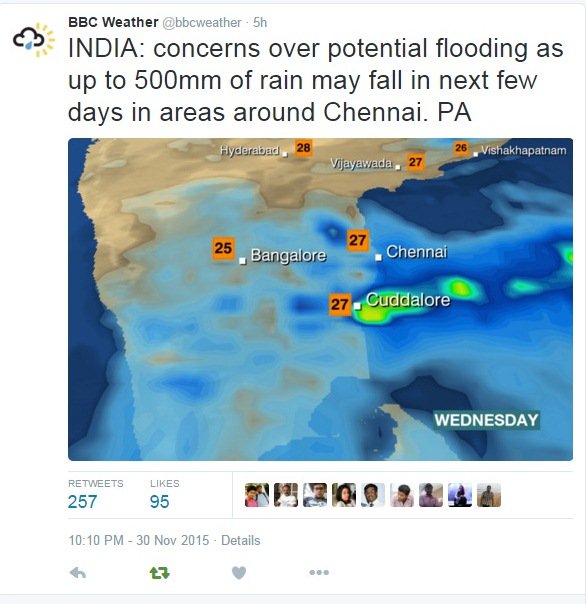 BBC Weather @bbcweather · 5h
INDIA: concerns over potential flooding as
up to 500mm of rain may fall in next few
days in areas around Chennai. PA
Hyderabad 28
Vijayawada 27
26 Vishakhapatnam
25 Bangalore
27 Chennai
27 Cuddalore
WEDNESDAY
RETWEETS LIKES
257 95
10:10 PM - 30 Nov 2015 · Details